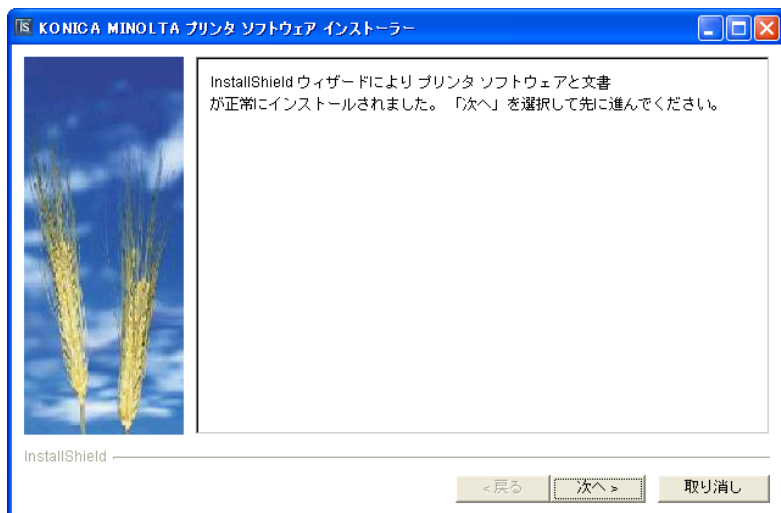 KONICA MINOLTA プリンタ ソフトウェア インストーラー
InstallShield ウィザードにより プリンタ ソフトウェアと文書
が正常にインストールされました。 「次へ」を選択して先に進んでください。
InstallShield
< 戻る
次へ >
取り消し